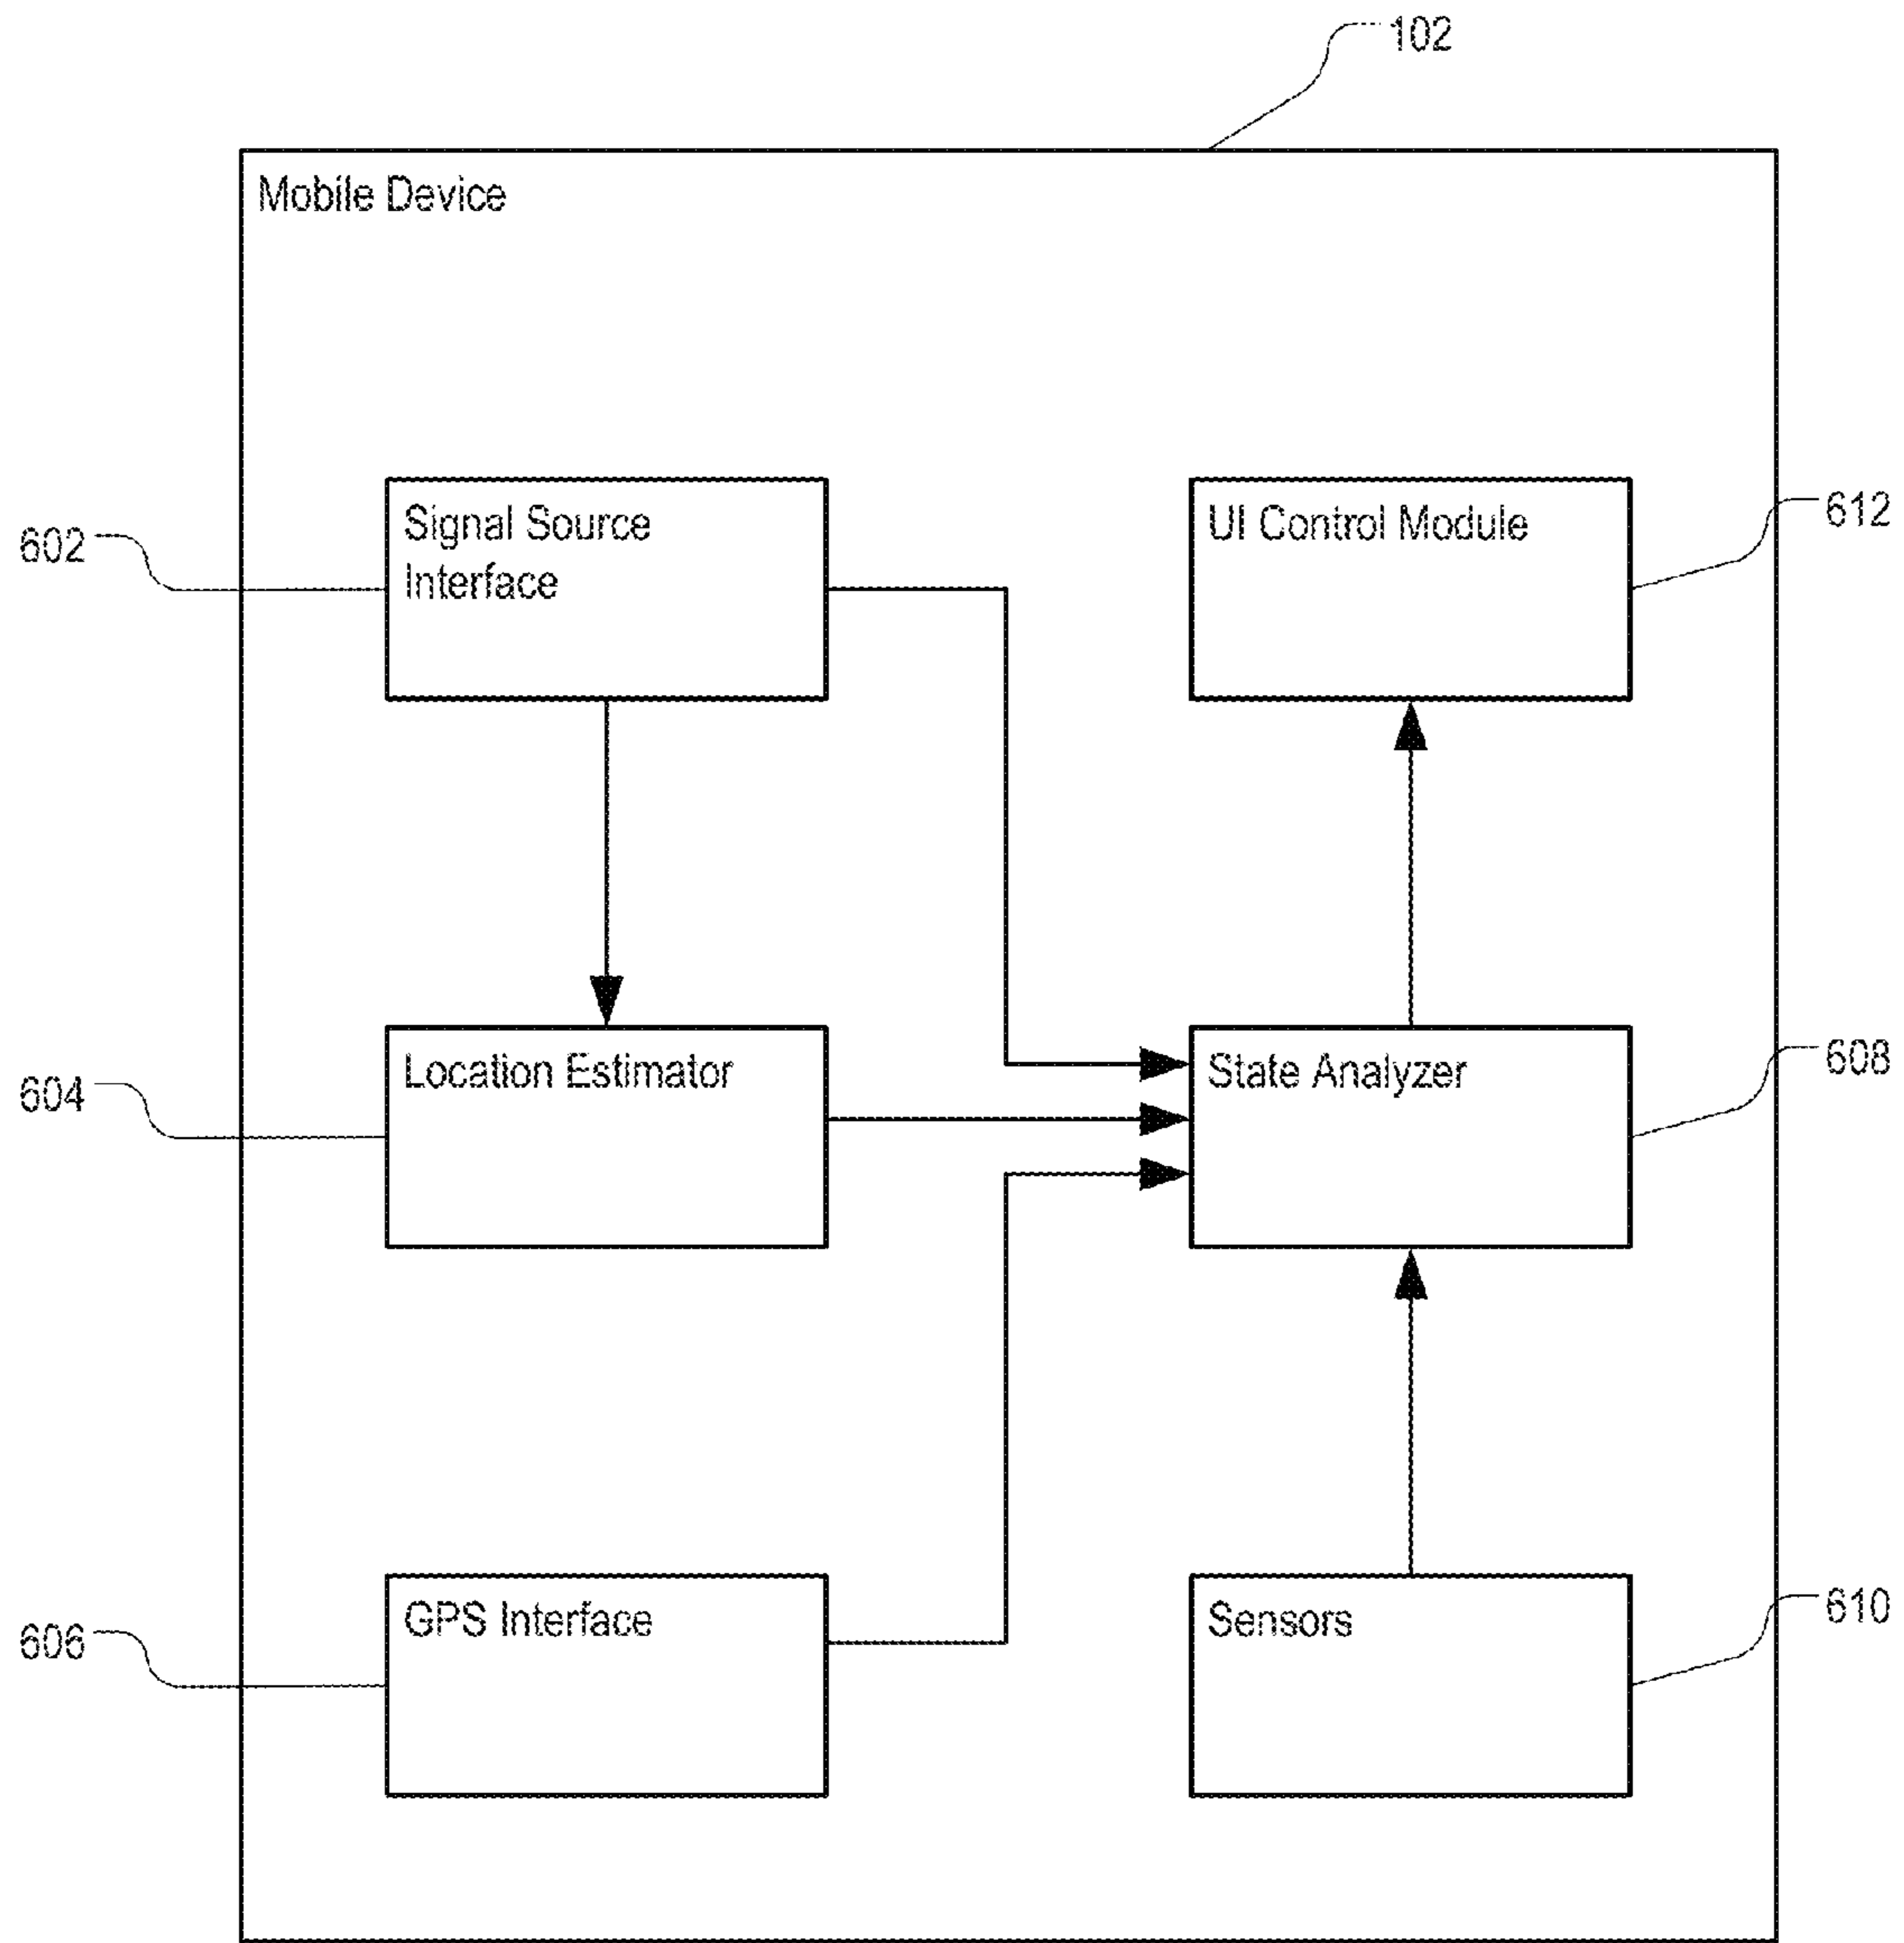 102
Mobile Device
Signal Source
Interface
602
UI Control Module
612
Location Estimator
604
State Analyzer
608
GPS Interface
606
Sensors
610